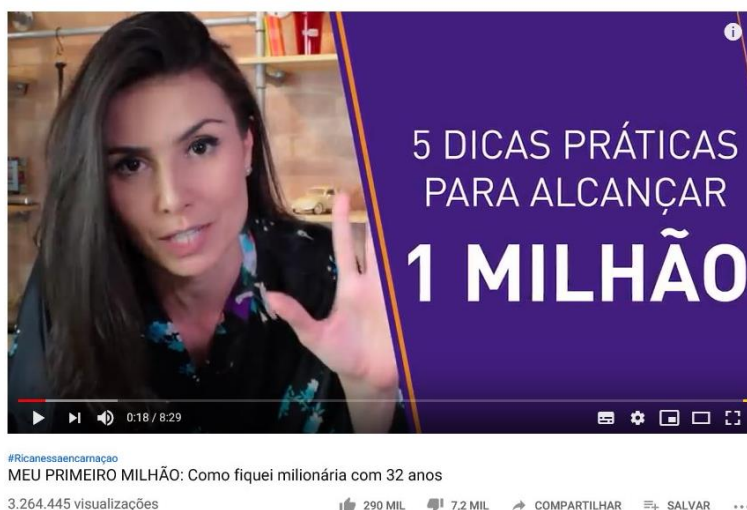 5 DICAS PRÁTICAS
PARA ALCANÇAR
1 MILHÃO
0:18 / 8:29
#Ricanessaencarnaçao
MEU PRIMEIRO MILHÃO: Como fiquei milionária com 32 anos
3.264.445 visualizações
290 MIL 7,2 MIL COMPARTILHAR SALVAR